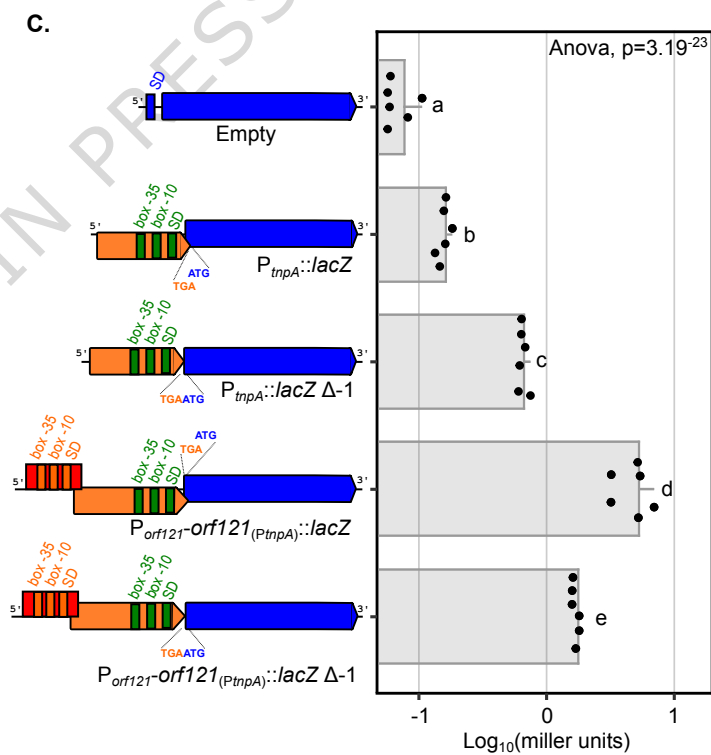 C.
IN PRESS
Anova, p=3.19-23
5' SD 3'
Empty
a
box -35 box -10 SD
5' 3'
ATG
TGA
PtnpA::lacZ
b
box -35 box -10 SD
5' 3'
TGAATG
PtnpA::lacZ Δ-1
c
ATG
TGA
box -35 box -10 SD box -35 box -10 SD
5' 3'
Porf121-orf121(PtnpA)::lacZ
d
box -35 box -10 SD box -35 box -10 SD
5' 3'
TGAATG
Porf121-orf121(PtnpA)::lacZ Δ-1
e
-1 0 1
Log10(miller units)